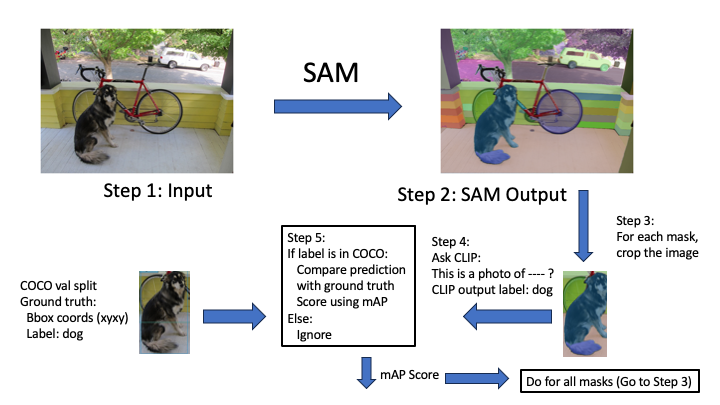 SAM
Step 1: Input
Step 2: SAM Output
Step 3:
For each mask,
crop the image
Step 4:
Ask CLIP:
This is a photo of ---- ?
CLIP output label: dog
Step 5:
If label is in COCO:
Compare prediction
with ground truth
Score using mAP
Else:
Ignore
COCO val split
Ground truth:
Bbox coords (xyxy)
Label: dog
mAP Score
Do for all masks (Go to Step 3)